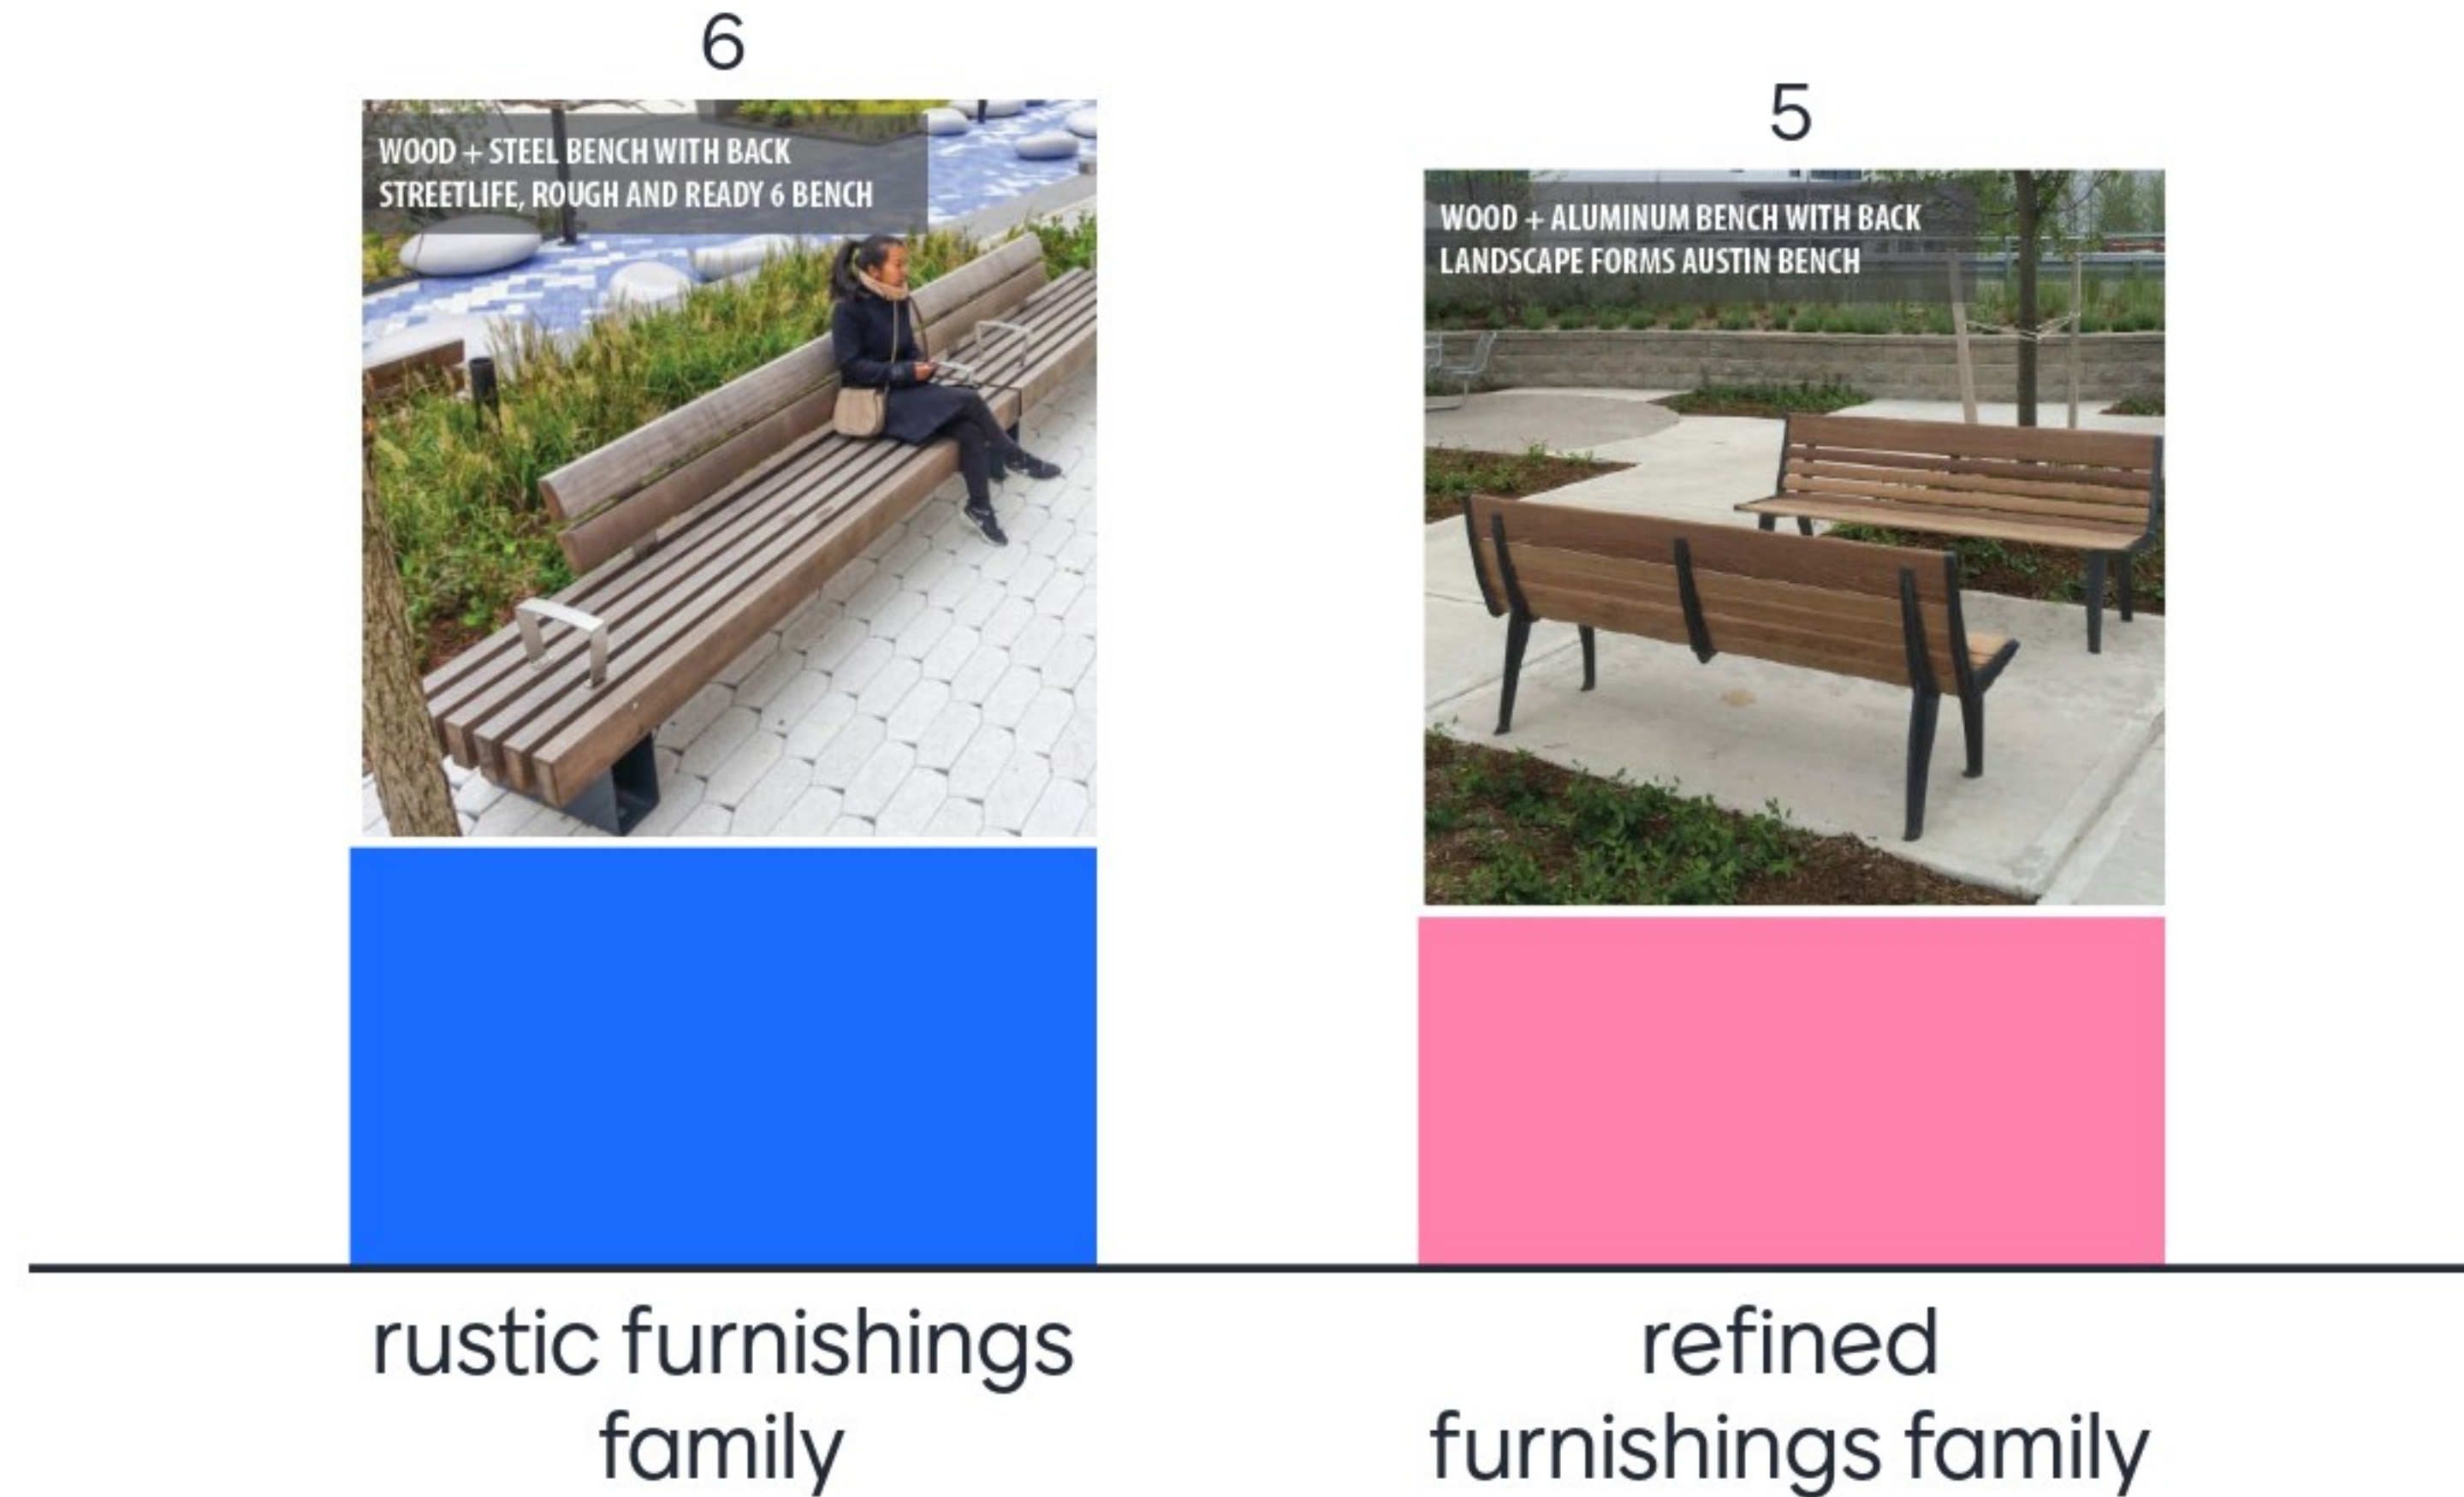 6
WOOD + STEEL BENCH WITH BACK
STREETLIFE, ROUGH AND READY 6 BENCH
5
WOOD + ALUMINUM BENCH WITH BACK
LANDSCAPE FORMS AUSTIN BENCH
rustic furnishings
family
refined
furnishings family